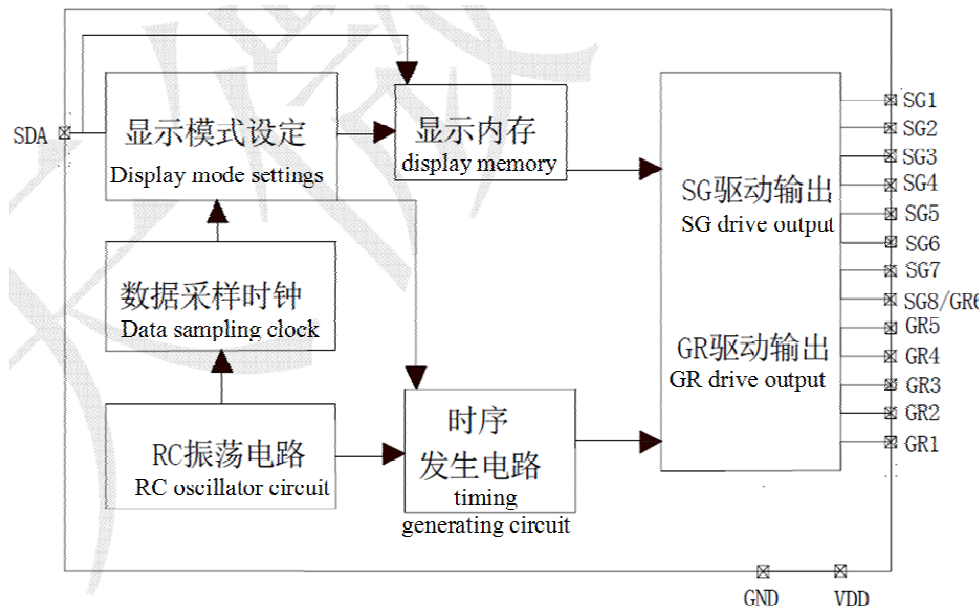 SDA
显示模式设定
Display mode settings
显示内存
display memory
数据采样时钟
Data sampling clock
RC振荡电路
RC oscillator circuit
时序
发生电路
timing
generating circuit
SG驱动输出
SG drive output
GR驱动输出
GR drive output
SG1
SG2
SG3
SG4
SG5
SG6
SG7
SG8/GR6
GR5
GR4
GR3
GR2
GR1
GND
VDD